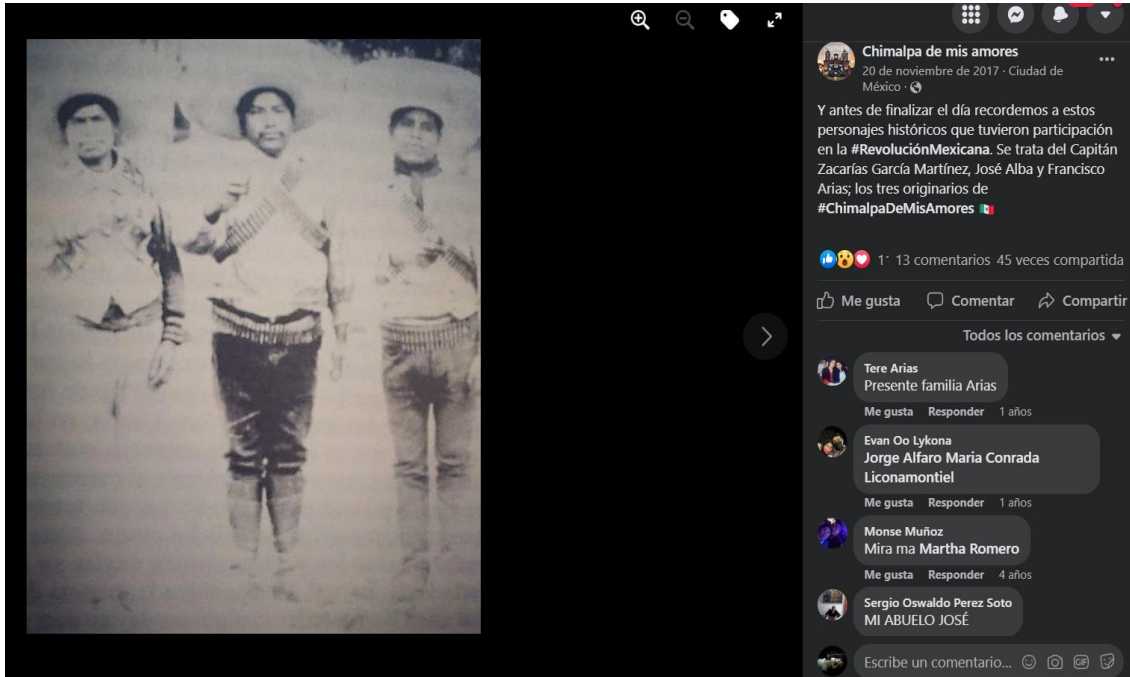 Chimalpa de mis amores
20 de noviembre de 2017 · Ciudad de
México ·
Y antes de finalizar el día recordemos a estos
personajes históricos que tuvieron participación
en la #RevoluciónMexicana. Se trata del Capitán
Zacarías García Martínez, José Alba y Francisco
Arias; los tres originarios de
#ChimalpaDeMisAmores 🇲🇽
13 comentarios 45 veces compartida
Me gusta Comentar Compartir
Todos los comentarios
Tere Arias
Presente familia Arias
Me gusta Responder 1 años
Evan Oo Lykona
Jorge Alfaro Maria Conrada
Liconamontiel
Me gusta Responder 1 años
Monse Muñoz
Mira ma Martha Romero
Me gusta Responder 4 años
Sergio Oswaldo Perez Soto
MI ABUELO JOSÉ
Escribe un comentario... GIF